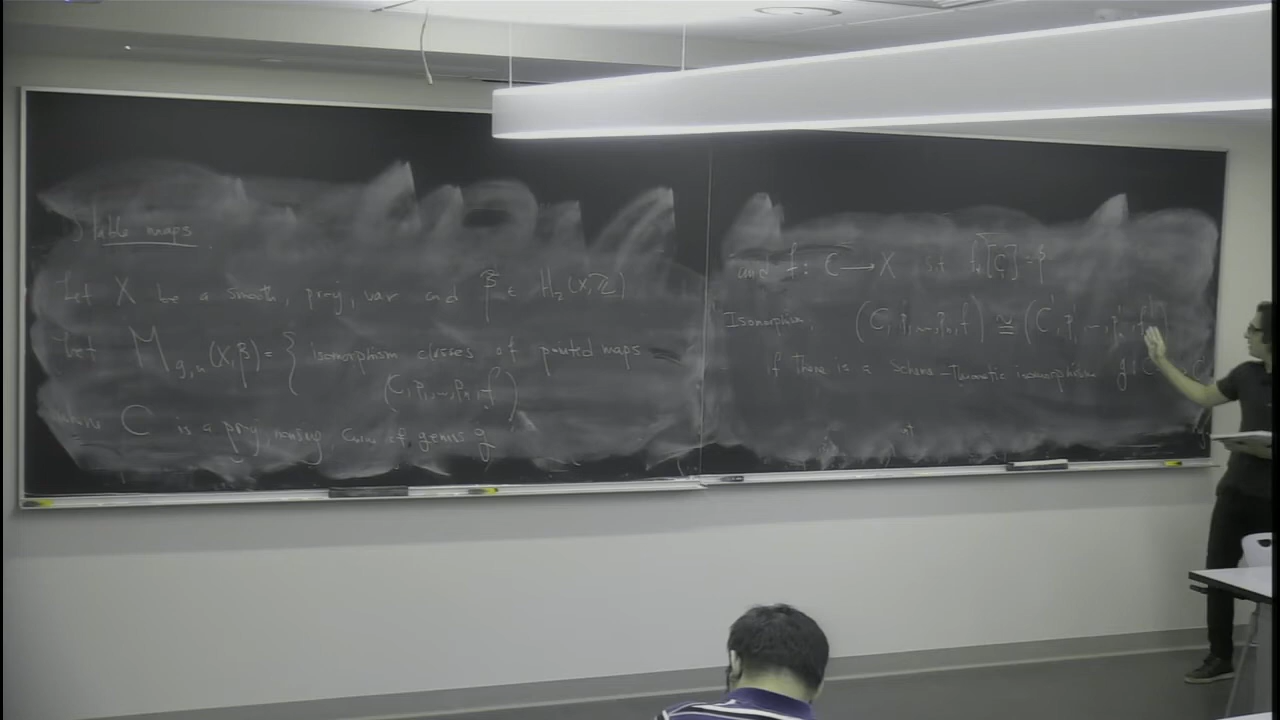 Stable maps
Let X be a smooth, proj, var and β ∈ H₂(X,ℤ)
Let M_{g,n}(X,β) = { Isomorphism classes of pointed maps
(C, p₁, ..., pₙ, f)
where C is a proj, nonsing curve of genus g
and f: C → X s.t. f_*[C] = β
Isomorphism, (C, p₁, ..., pₙ, f) ≅ (C', p₁', ..., pₙ', f')
if there is a scheme-theoretic isomorphism g: C